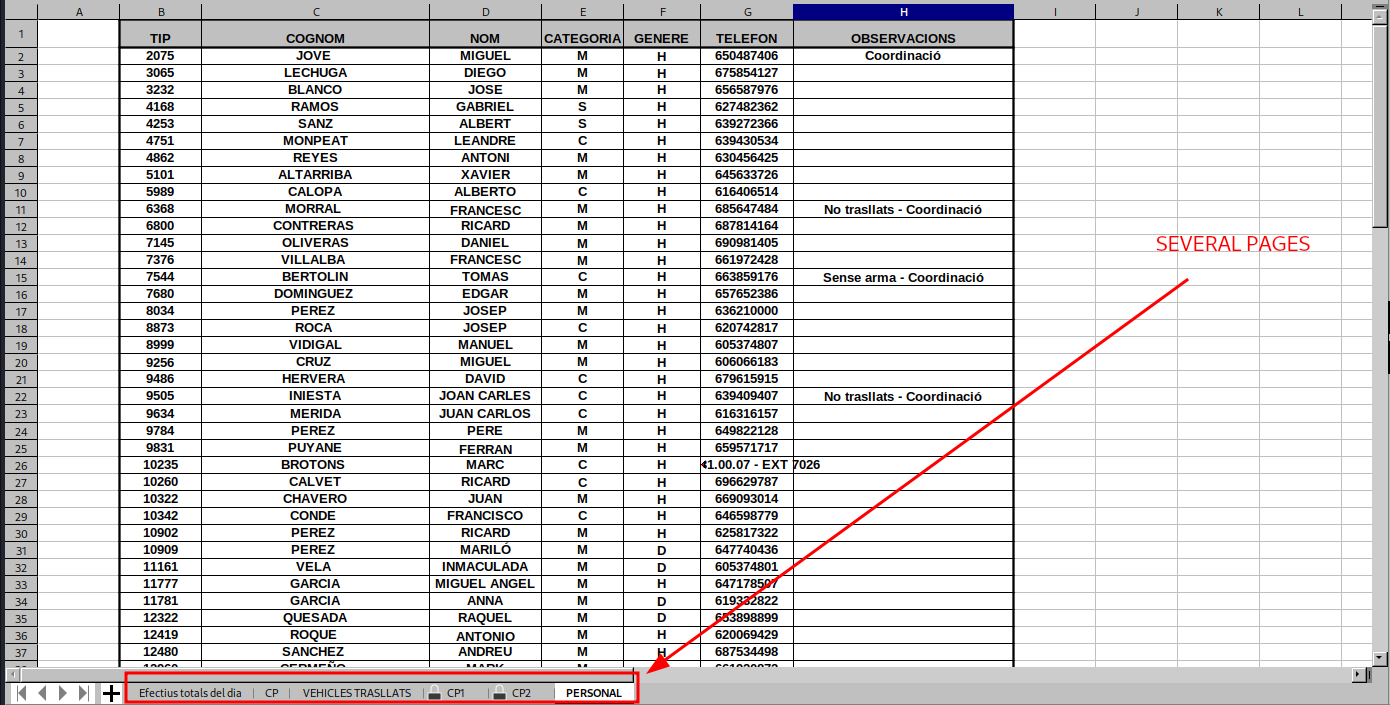 A B C D E F G H I J K L
1 TIP COGNOM NOM CATEGORIA GENERE TELEFON OBSERVACIONS
2 2075 JOVE MIGUEL M H 650487406 Coordinació
3 3065 LECHUGA DIEGO M H 675854127
4 3232 BLANCO JOSE M H 656587976
5 4168 RAMOS GABRIEL S H 627482362
6 4253 SANZ ALBERT S H 639272366
7 4751 MONPEAT LEANDRE C H 639430534
8 4862 REYES ANTONI M H 630456425
9 5101 ALTARRIBA XAVIER M H 645633726
10 5989 CALOPA ALBERTO C H 616406514
11 6368 MORRAL FRANCESC M H 685647484 No trasllats - Coordinació
12 6800 CONTRERAS RICARD M H 687814164
13 7145 OLIVERAS DANIEL M H 690981405
SEVERAL PAGES
14 7376 VILLALBA FRANCESC M H 661972428
15 7544 BERTOLIN TOMAS C H 663859176 Sense arma - Coordinació
16 7680 DOMINGUEZ EDGAR M H 657652386
17 8034 PEREZ JOSEP M H 636210000
18 8873 ROCA JOSEP C H 620742817
19 8999 VIDIGAL MANUEL M H 605374807
20 9256 CRUZ MIGUEL M H 606066183
21 9486 HERVERA DAVID C H 679615915
22 9505 INIESTA JOAN CARLES C H 639409407 No trasllats - Coordinació
23 9634 MERIDA JUAN CARLOS C H 616316157
24 9784 PEREZ PERE M H 649822128
25 9831 PUYANE FERRAN M H 659571717
26 10235 BROTONS MARC C H 1.00.07 - EXT 7026
27 10260 CALVET RICARD C H 696629787
28 10322 CHAVERO JUAN M H 669093014
29 10342 CONDE FRANCISCO C H 646598779
30 10902 PEREZ RICARD M H 625817322
31 10909 PEREZ MARILÓ M D 647740436
32 11161 VELA INMACULADA M D 605374801
33 11777 GARCIA MIGUEL ANGEL M H 647178507
34 11781 GARCIA ANNA M D 619332822
35 12322 QUESADA RAQUEL M D 653898899
36 12419 ROQUE ANTONIO M H 620069429
37 12480 SANCHEZ ANDREU M H 687534498
Efectius totals del dia CP VEHICLES TRASLLATS CP1 CP2 PERSONAL